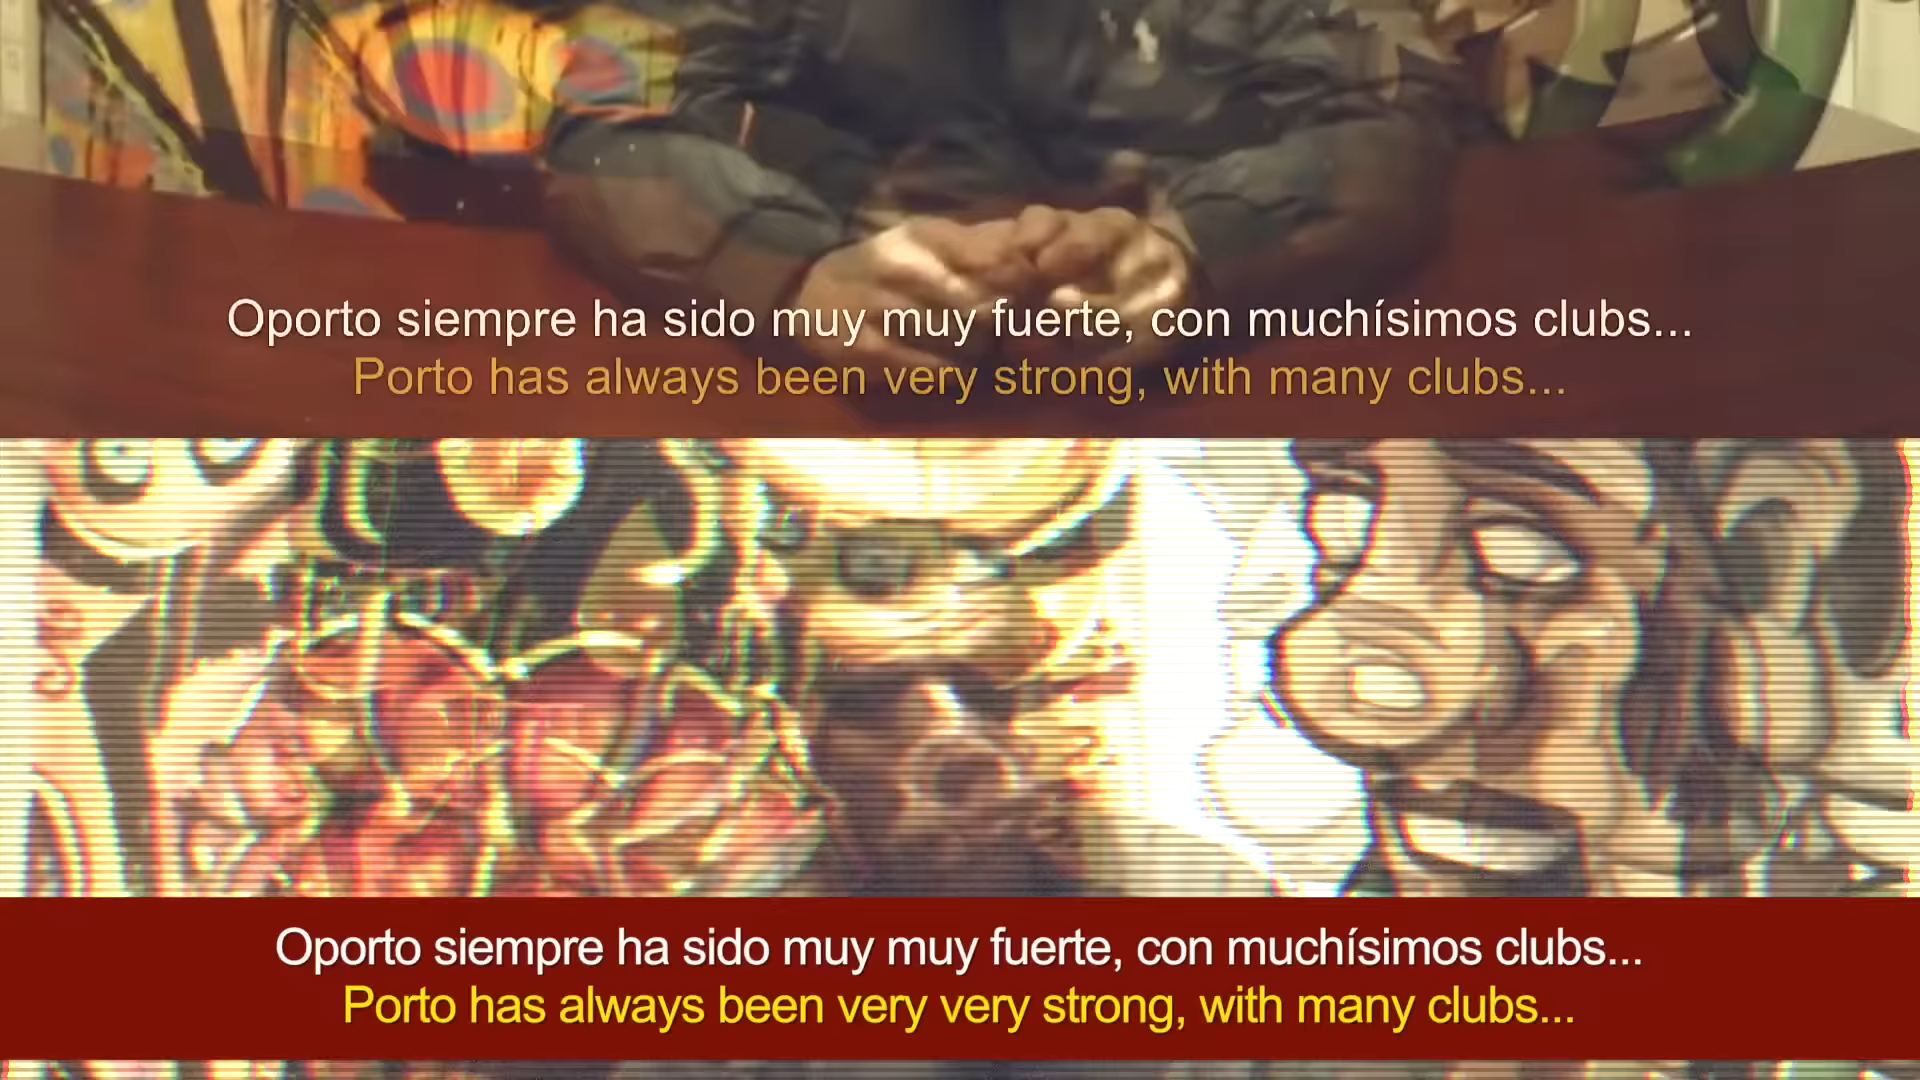 Oporto siempre ha sido muy muy fuerte, con muchísimos clubs...
Porto has always been very strong, with many clubs...
Oporto siempre ha sido muy muy fuerte, con muchísimos clubs...
Porto has always been very very strong, with many clubs...